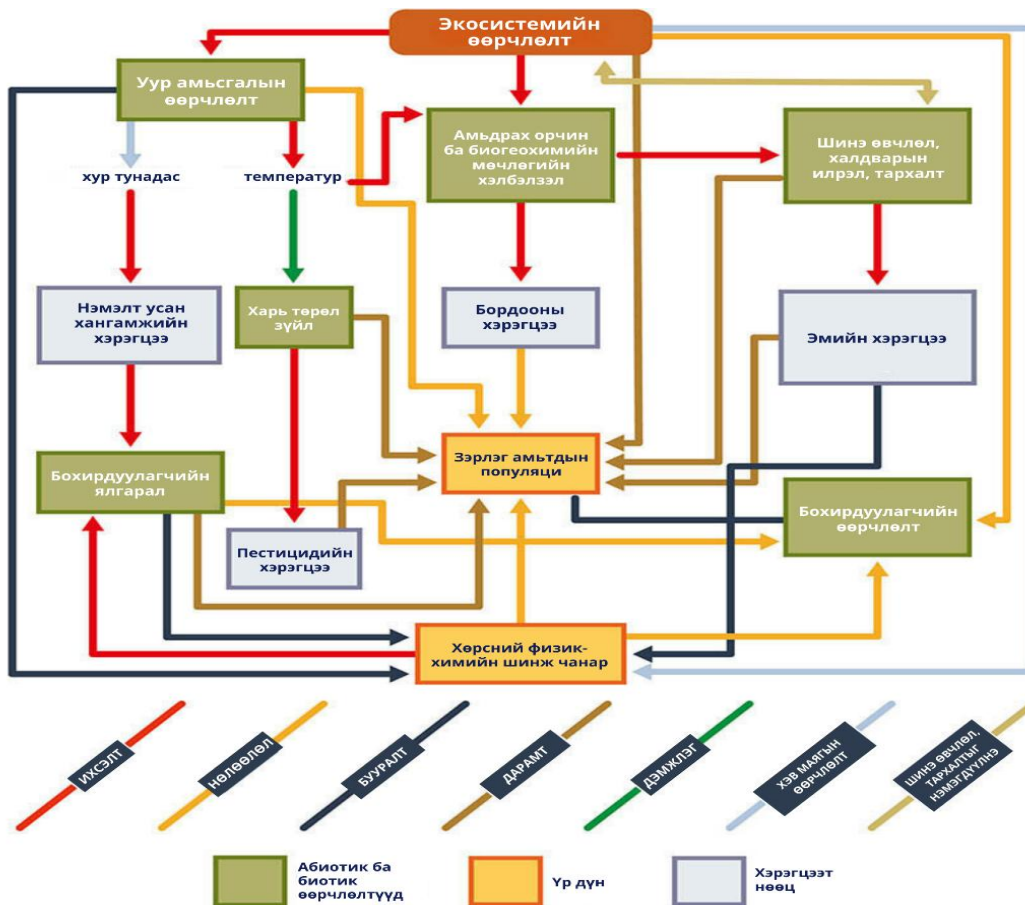 Экосистемийн
өөрчлөлт
Уур амьсгалын
өөрчлөлт
Амьдрах орчин
ба биогеохимийн
мөчлөгийн
хэлбэлзэл
Шинэ өвчлөл,
халдварын
илрэл, тархалт
хур тунадас
температур
Нэмэлт усан
хангамжийн
хэрэгцээ
Харь төрөл
зүйл
Бордооны
хэрэгцээ
Эмийн хэрэгцээ
Зэрлэг амьтдын
популяци
Бохирдуулагчийн
ялгарал
Бохирдуулагчийн
өөрчлөлт
Пестицидийн
хэрэгцээ
Хөрсний физик-
химийн шинж чанар
ИХСЭЛТ
НӨЛӨӨЛӨЛ
БУУРАЛТ
ДАРАМТ
ДЭМЖЛЭГ
ХЭВ МАЯГЫН
ӨӨРЧЛӨЛТ
ШИНЭ ӨВЧЛӨЛ,
ТАРХАЛТЫГ
НЭМЭГДҮҮЛНЭ
Абиотик ба
биотик
өөрчлөлтүүд
Үр дүн
Хэрэгцээт
нөөц